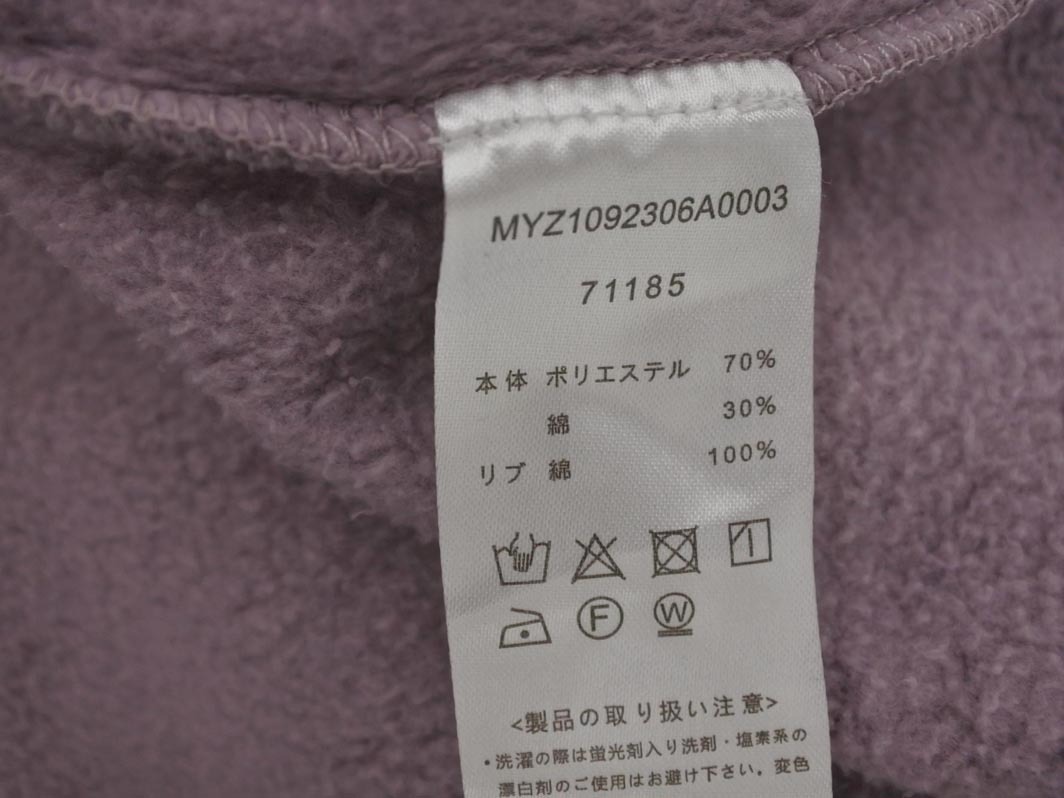 MYZ1092306A0003
71185
本体 ポリエステル 70%
綿 30%
リブ 綿 100%
F W
<製品の取り扱い注意>
・洗濯の際は蛍光剤入り洗剤・塩素系の
漂白剤のご使用はお避け下さい。変色